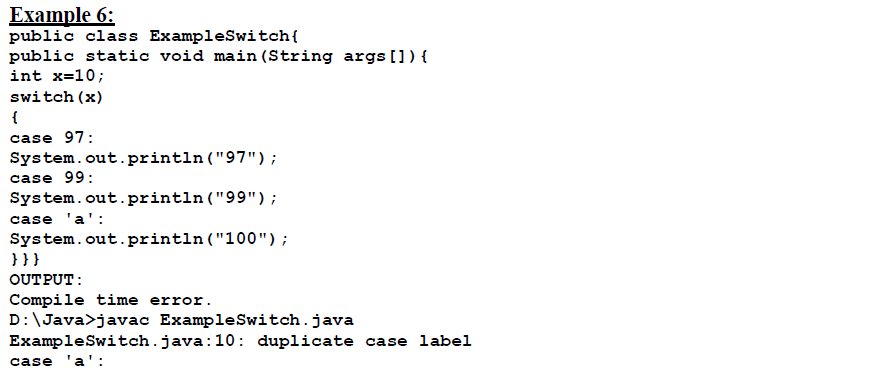 Example 6:
public class ExampleSwitch{
public static void main(String args[]){
int x=10;
switch(x)
{
case 97:
System.out.println("97");
case 99:
System.out.println("99");
case 'a':
System.out.println("100");
}}}
OUTPUT:
Compile time error.
D:\Java>javac ExampleSwitch.java
ExampleSwitch.java:10: duplicate case label
case 'a':